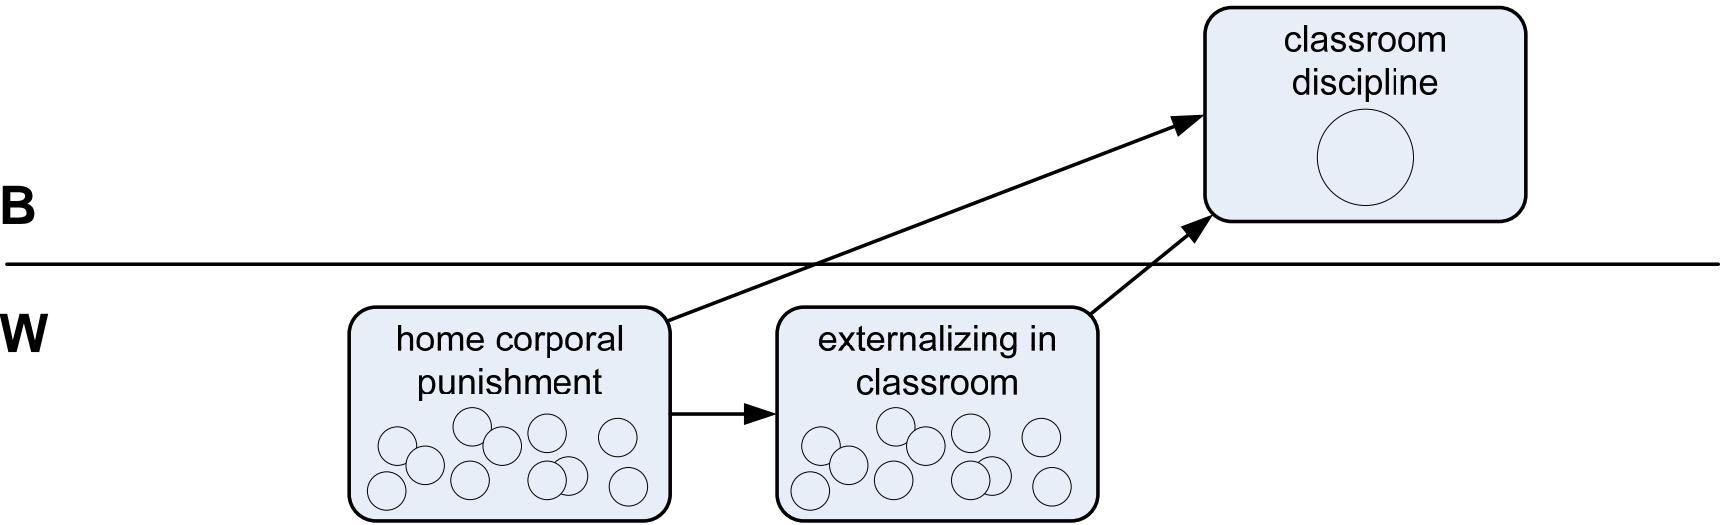 classroom
discipline
B
W
home corporal
punishment
externalizing in
classroom